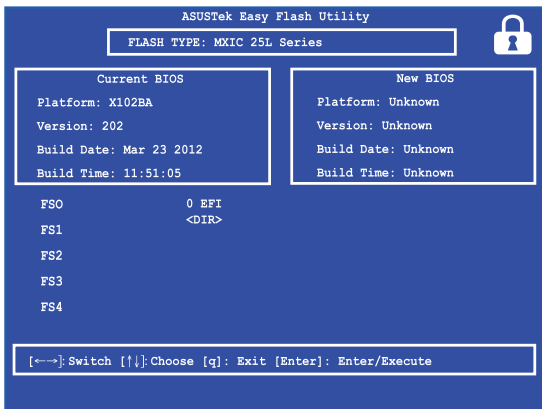 ASUSTek Easy Flash Utility
FLASH TYPE: MXIC 25L Series
Current BIOS
Platform: X102BA
Version: 202
Build Date: Mar 23 2012
Build Time: 11:51:05
New BIOS
Platform: Unknown
Version: Unknown
Build Date: Unknown
Build Time: Unknown
FSO 0 EFI
<DIR>
FS1
FS2
FS3
FS4
[←→]: Switch [↑↓]: Choose [q]: Exit [Enter]: Enter/Execute